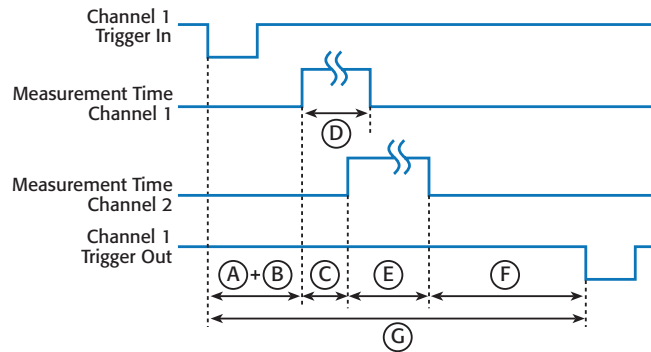 Channel 1
Trigger In
Measurement Time
Channel 1
D
Measurement Time
Channel 2
Channel 1
Trigger Out
A + B C E F
G